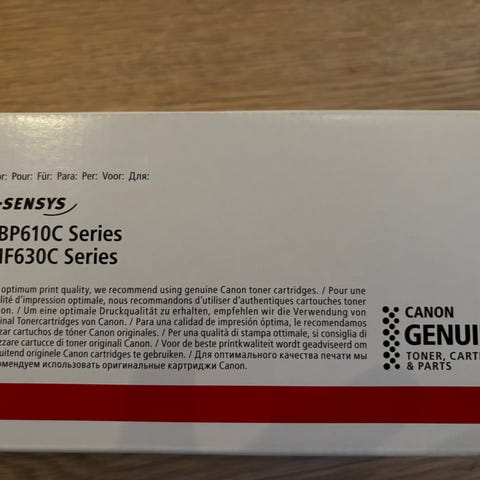 r: Pour: Für: Para: Per: Voor: Для:
-SENSYS
BP610C Series
F630C Series
optimum print quality, we recommend using genuine Canon toner cartridges. / Pour une
lité d'impression optimale, nous recommandons d'utiliser d'authentiques cartouches toner
on. / Um eine optimale Druckqualität zu erhalten, empfehlen wir die Verwendung von
inal Tonercartridges von Canon. / Para una calidad de impresión óptima, le recomendamos
zar cartuchos de tóner Canon originales. / Per una qualità di stampa optimale, si consiglia di
zzare cartucce di toner originali Canon. / Voor de beste printkwaliteit wordt geadviseerd om
uitend originele Canon cartridges te gebruiken. / Для оптимального качества печати мы
омендуем использовать оригинальные картриджи Canon.
CANON
GENUI
TONER, CART
& PARTS